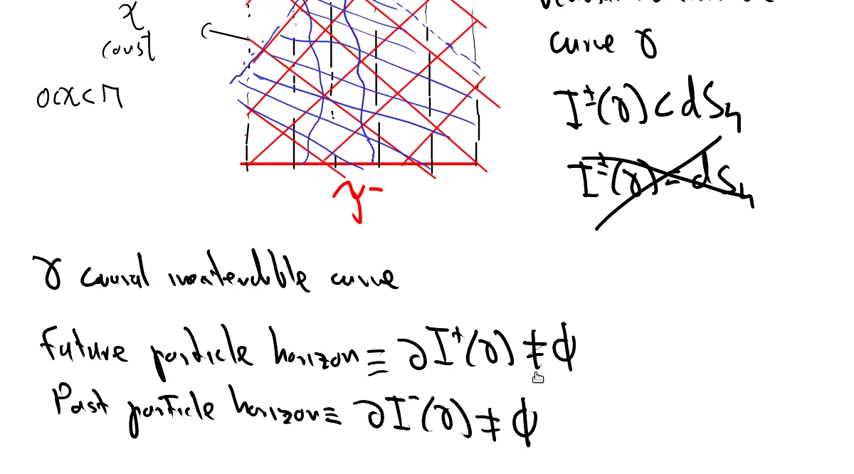 χ
const
0<χ<π
C
𝒥⁻
curve γ
I±(γ) ⊂ dS₄
I±(γ) = dS₄
γ causal inextendible curve
Future particle horizon ≡ ∂I⁺(γ) ≠ ϕ
Past particle horizon ≡ ∂I⁻(γ) ≠ ϕ